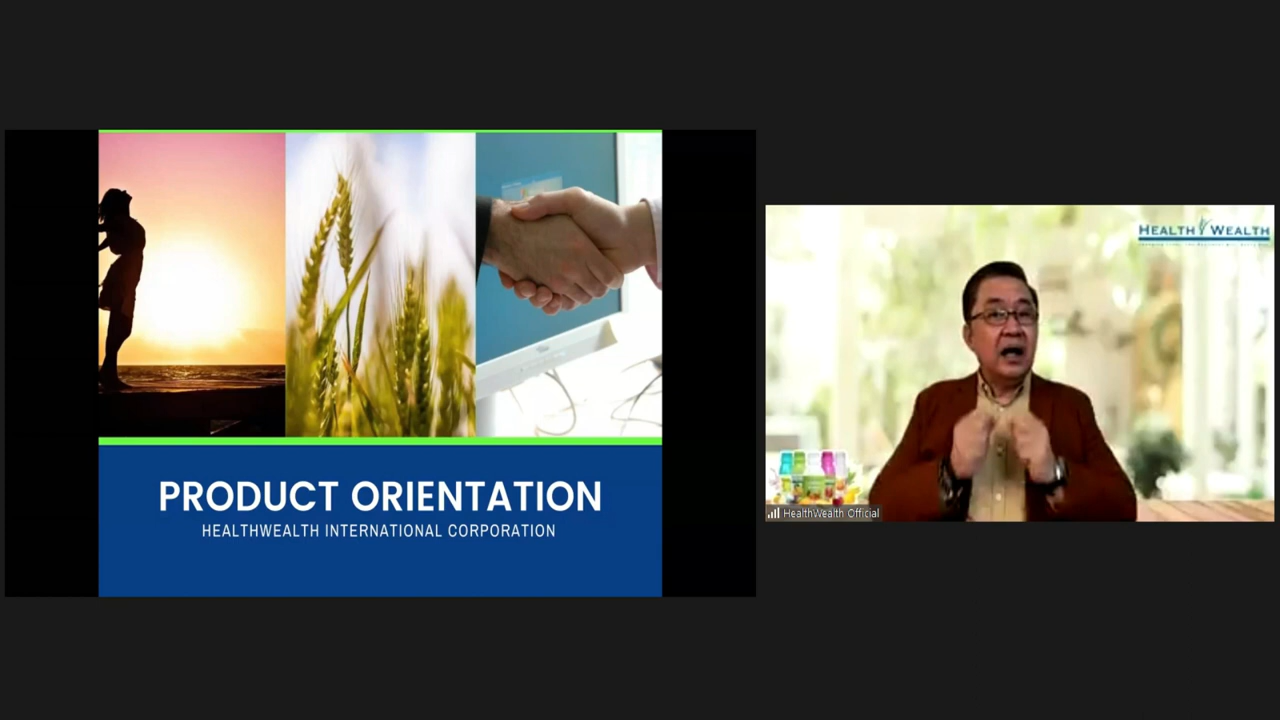 PRODUCT ORIENTATION
HEALTHWEALTH INTERNATIONAL CORPORATION
HEALTH WEALTH
HealthWealth Official